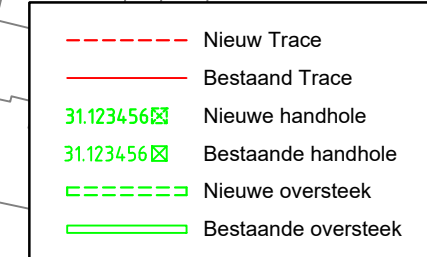 Nieuw Trace
Bestaand Trace
31.123456 Nieuwe handhole
31.123456 Bestaande handhole
Nieuwe oversteek
Bestaande oversteek